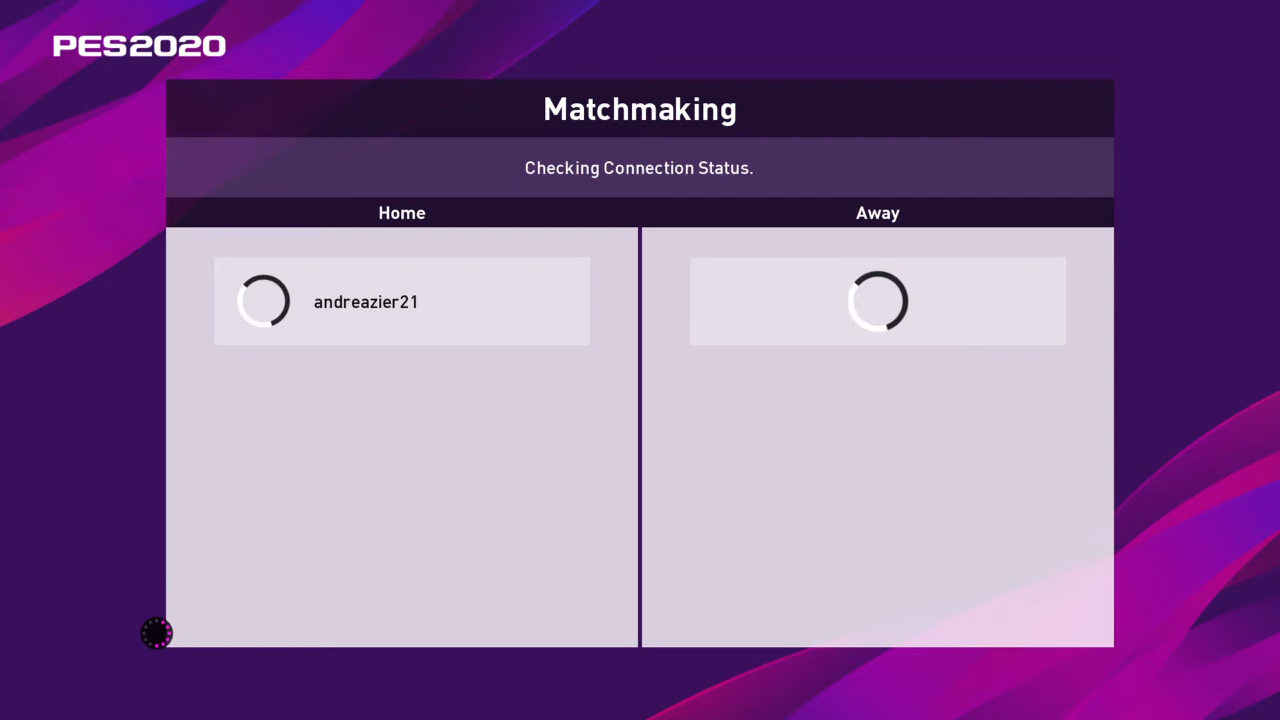 PES2020
Matchmaking
Checking Connection Status.
Home
Away
andreazier21